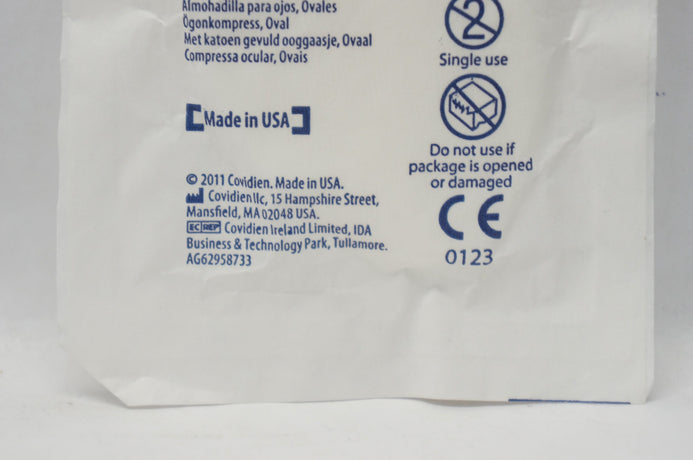 Almohadilla para ojos, Ovales
Ögonkompress, Oval
Met katoen gevuld ooggaasje, Ovaal
Compressa ocular, Ovais
2
Single use
Made in USA
Do not use if
package is opened
or damaged
© 2011 Covidien. Made in USA.
Covidien llc, 15 Hampshire Street,
Mansfield, MA 02048 USA.
EC REP Covidien Ireland Limited, IDA
Business & Technology Park, Tullamore.
AG62958733
CE
0123